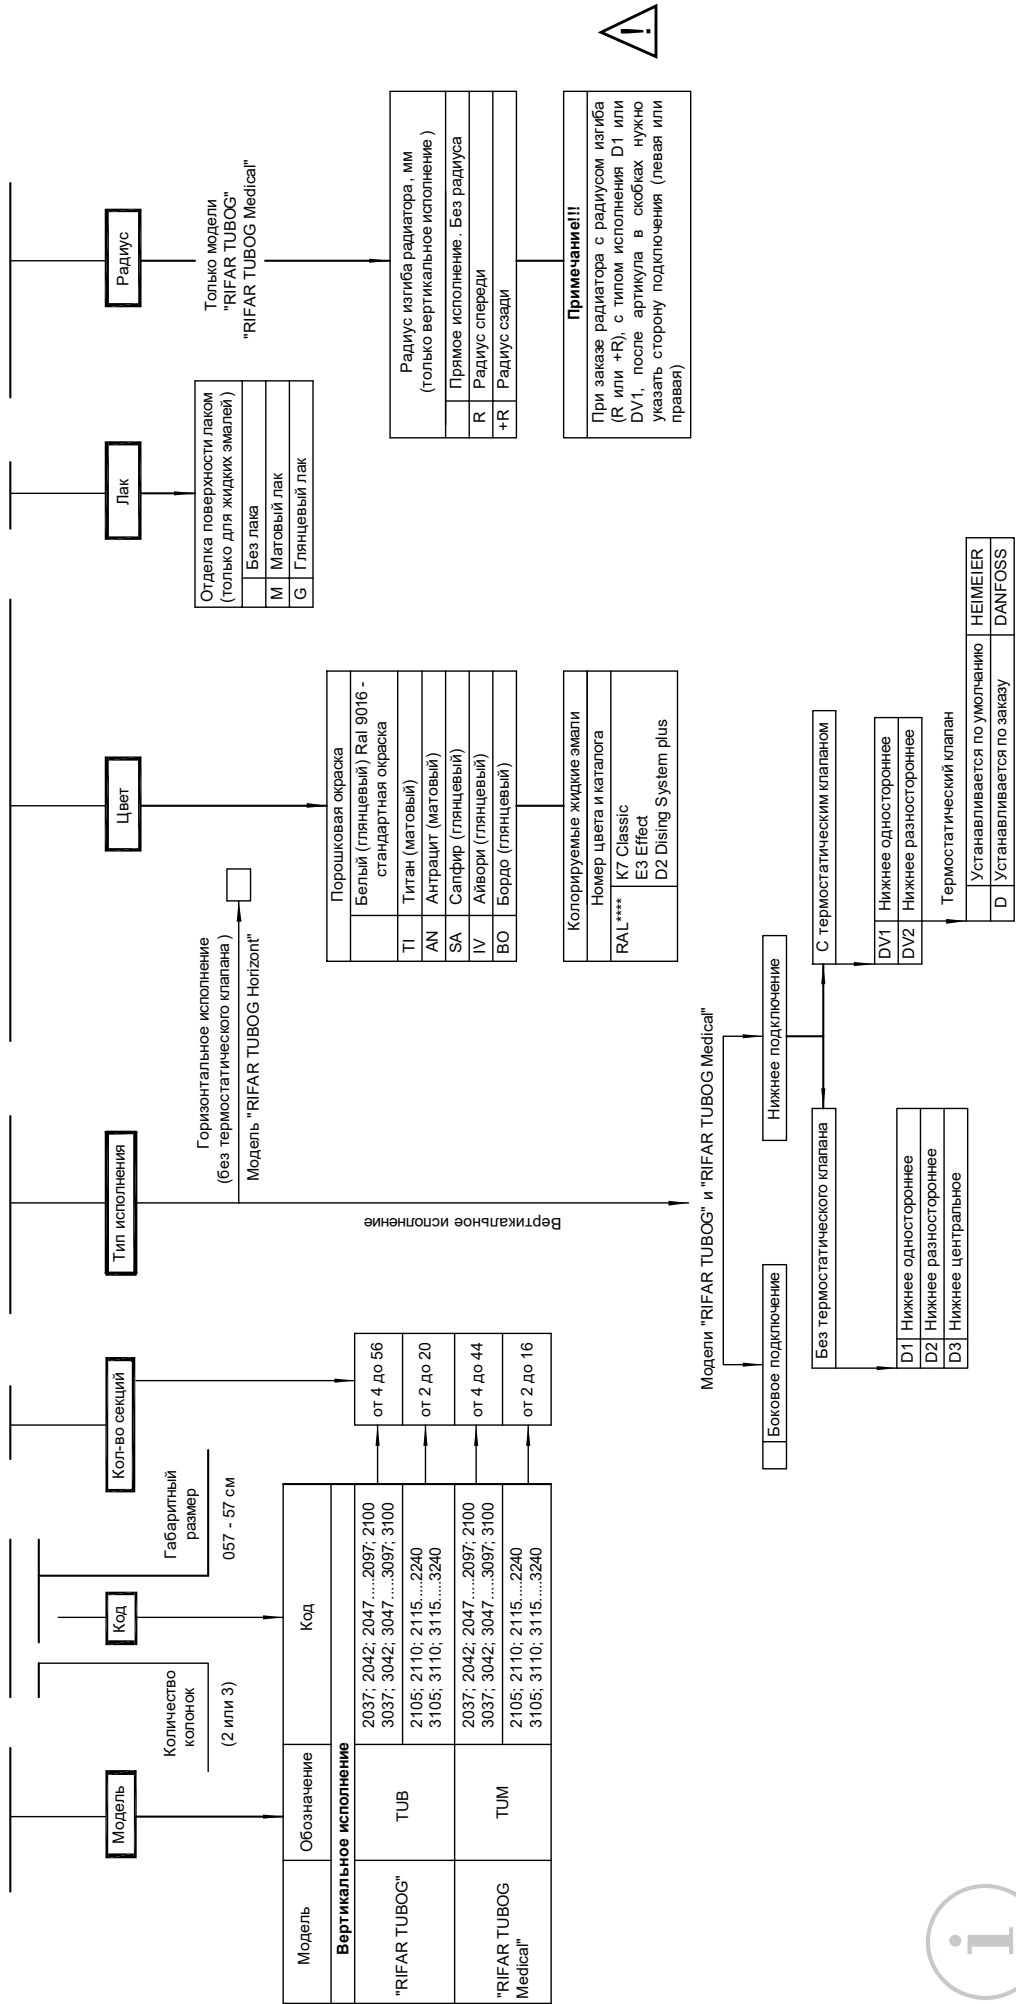 Модель
Количество
колонок
(2 или 3)
Код
Габаритный
размер
057 - 57 см
Кол-во секций
Тип исполнения
Цвет
Лак
Радиус
Модель
Обозначение
Код
Вертикальное исполнение
"RIFAR TUBOG"
TUB
2037; 2042; 2047....2097; 2100
3037; 3042; 3047....3097; 3100
от 4 до 56
2105; 2110; 2115....2240
3105; 3110; 3115....3240
от 2 до 20
"RIFAR TUBOG
Medical"
TUM
2037; 2042; 2047....2097; 2100
3037; 3042; 3047....3097; 3100
от 4 до 44
2105; 2110; 2115....2240
3105; 3110; 3115....3240
от 2 до 16
Горизонтальное исполнение
(без термостатического клапана)
Модель "RIFAR TUBOG Horizont"
Вертикальное исполнение
Модели "RIFAR TUBOG" и "RIFAR TUBOG Medical"
Боковое подключение
Нижнее подключение
Без термостатического клапана
D1 Нижнее одностороннее
D2 Нижнее разностороннее
D3 Нижнее центральное
С термостатическим клапаном
DV1 Нижнее одностороннее
DV2 Нижнее разностороннее
Термостатический клапан
Устанавливается по умолчанию HEIMEIER
D Устанавливается по заказу DANFOSS
Порошковая окраска
Белый (глянцевый) Ral 9016 -
стандартная окраска
TI Титан (матовый)
AN Антрацит (матовый)
SA Сапфир (глянцевый)
IV Айвори (глянцевый)
BO Бордо (глянцевый)
Колорируемые жидкие эмали
Номер цвета и каталога
RAL**** K7 Classic
E3 Effect
D2 Dising System plus
Отделка поверхности лаком
(только для жидких эмалей)
Без лака
M Матовый лак
G Глянцевый лак
Только модели
"RIFAR TUBOG"
"RIFAR TUBOG Medical"
Радиус изгиба радиатора, мм
(только вертикальное исполнение)
Прямое исполнение. Без радиуса
R Радиус спереди
+R Радиус сзади
Примечание!!!
При заказе радиатора с радиусом изгиба
(R или +R), с типом исполнения D1 или
DV1, после артикула в скобках нужно
указать сторону подключения (левая или
правая)
!
i